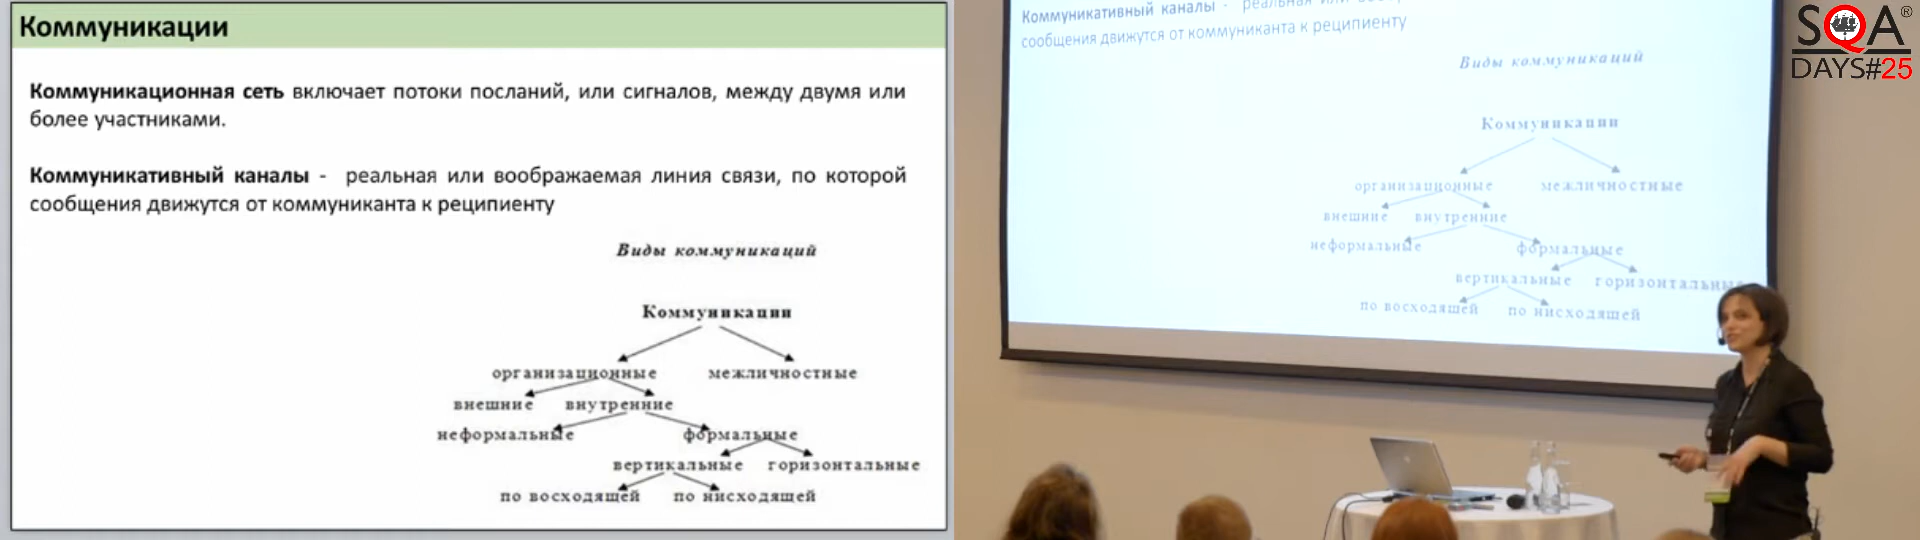 Коммуникации
Коммуникационная сеть включает потоки посланий, или сигналов, между двумя или
более участниками.
Коммуникативный каналы - реальная или воображаемая линия связи, по которой
сообщения движутся от коммуниканта к реципиенту
Виды коммуникаций
Коммуникации
организационные межличностные
внешние внутренние
неформальные формальные
вертикальные горизонтальные
по восходящей по нисходящей
Коммуникативный каналы - реальная или
сообщения движутся от коммуниканта к реципиенту
Виды коммуникаций
Коммуникации
организационные межличностные
внешние внутренние
неформальные формальные
вертикальные горизонтальные
по восходящей по нисходящей
SQA®
DAYS#25